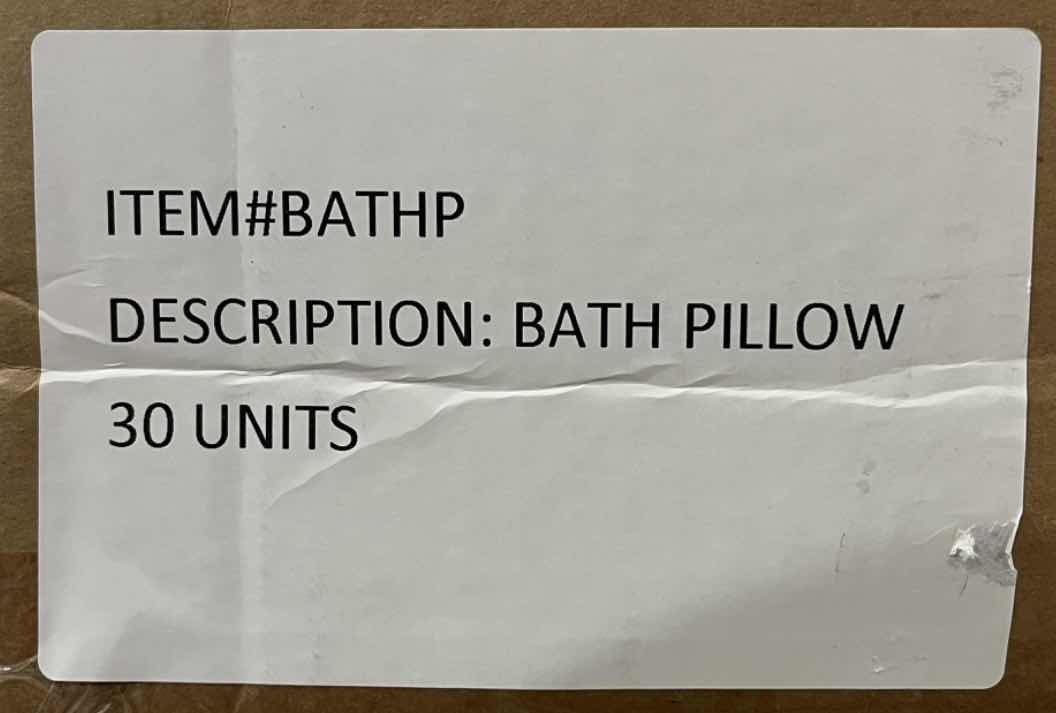 ITEM#BATHP
DESCRIPTION: BATH PILLOW
30 UNITS